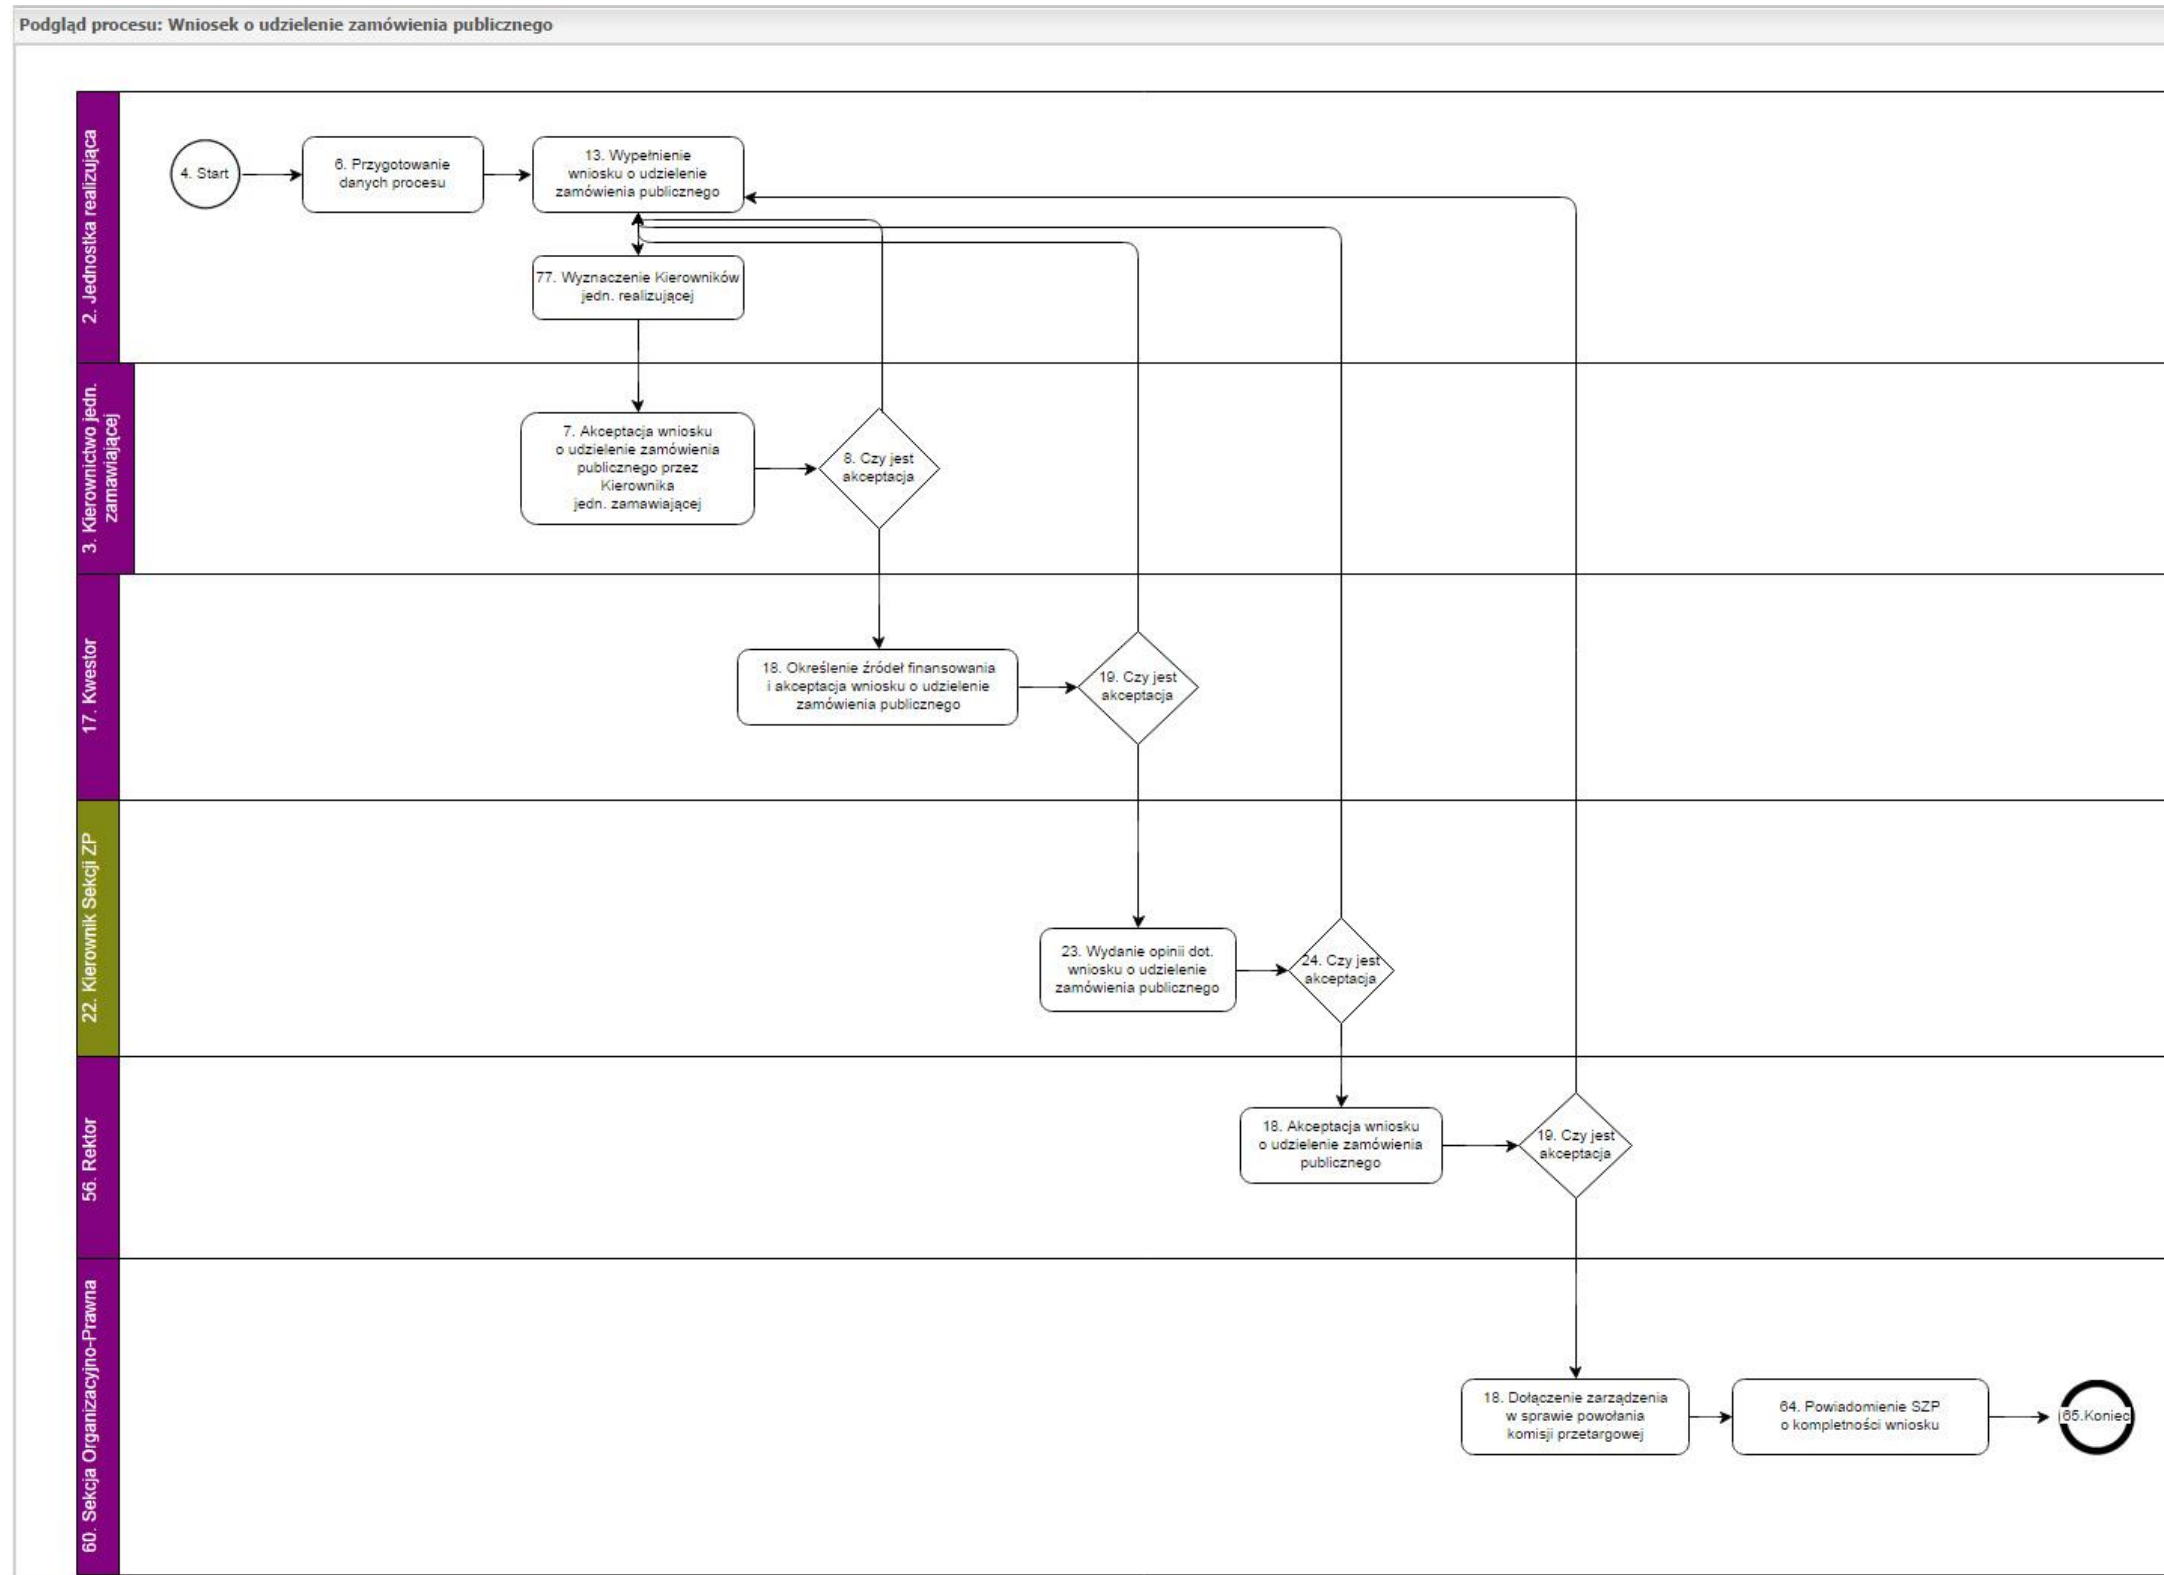 Podgląd procesu: Wniosek o udzielenie zamówienia publicznego
2. Jednostka realizująca
4. Start
6. Przygotowanie
danych procesu
13. Wypełnienie
wniosku o udzielenie
zamówienia publicznego
77. Wyznaczenie Kierowników
jedn. realizującej
3. Kierownictwo jedn.
zamawiającej
7. Akceptacja wniosku
o udzielenie zamówienia
publicznego przez
Kierownika
jedn. zamawiającej
8. Czy jest
akceptacja
17. Kwestor
18. Określenie źródeł finansowania
i akceptacja wniosku o udzielenie
zamówienia publicznego
19. Czy jest
akceptacja
22. Kierownik Sekcji ZP
23. Wydanie opinii dot.
wniosku o udzielenie
zamówienia publicznego
24. Czy jest
akceptacja
56. Rektor
18. Akceptacja wniosku
o udzielenie zamówienia
publicznego
19. Czy jest
akceptacja
60. Sekcja Organizacyjno-Prawna
18. Dołączenie zarządzenia
w sprawie powołania
komisji przetargowej
64. Powiadomienie SZP
o kompletności wniosku
65.Koniec